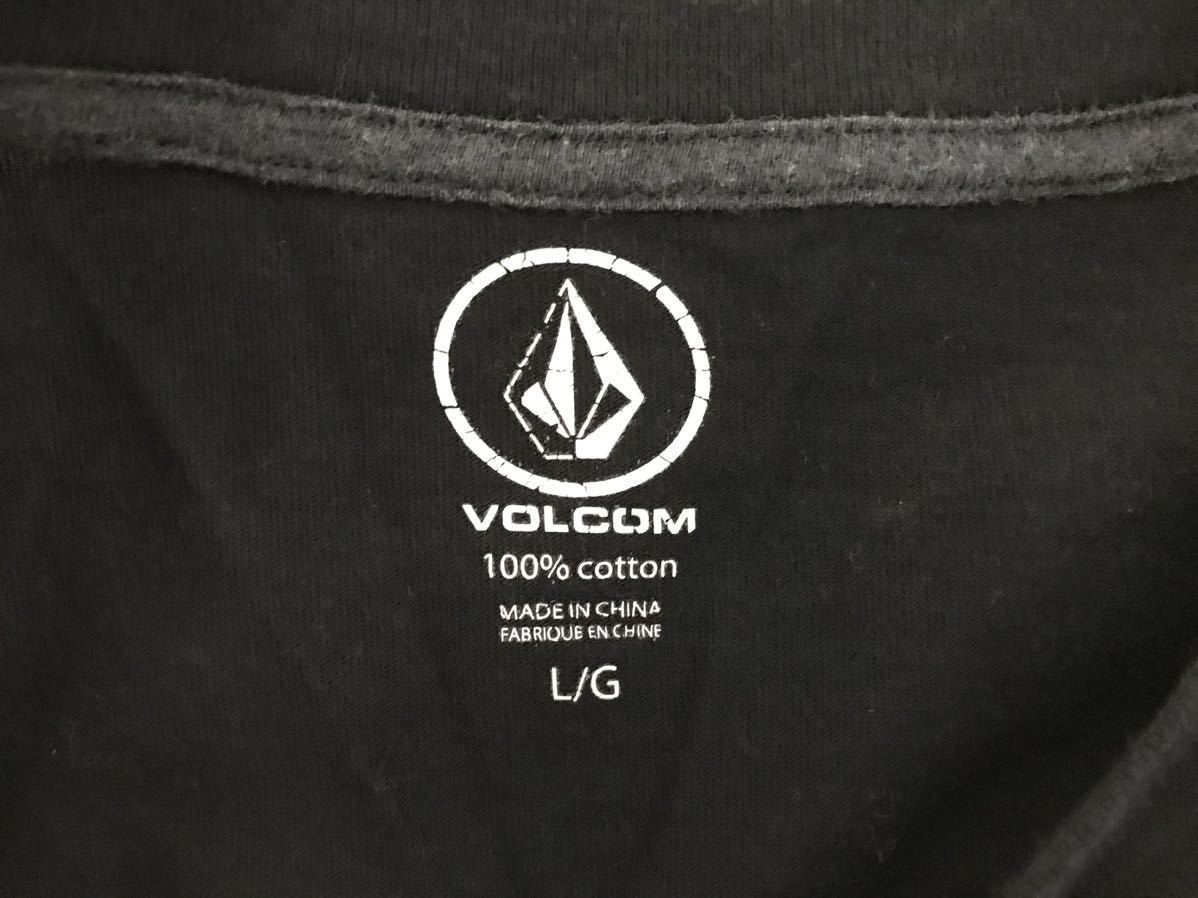 VOLCOM
100% cotton
MADE IN CHINA
FABRIQUE EN CHINE
L/G